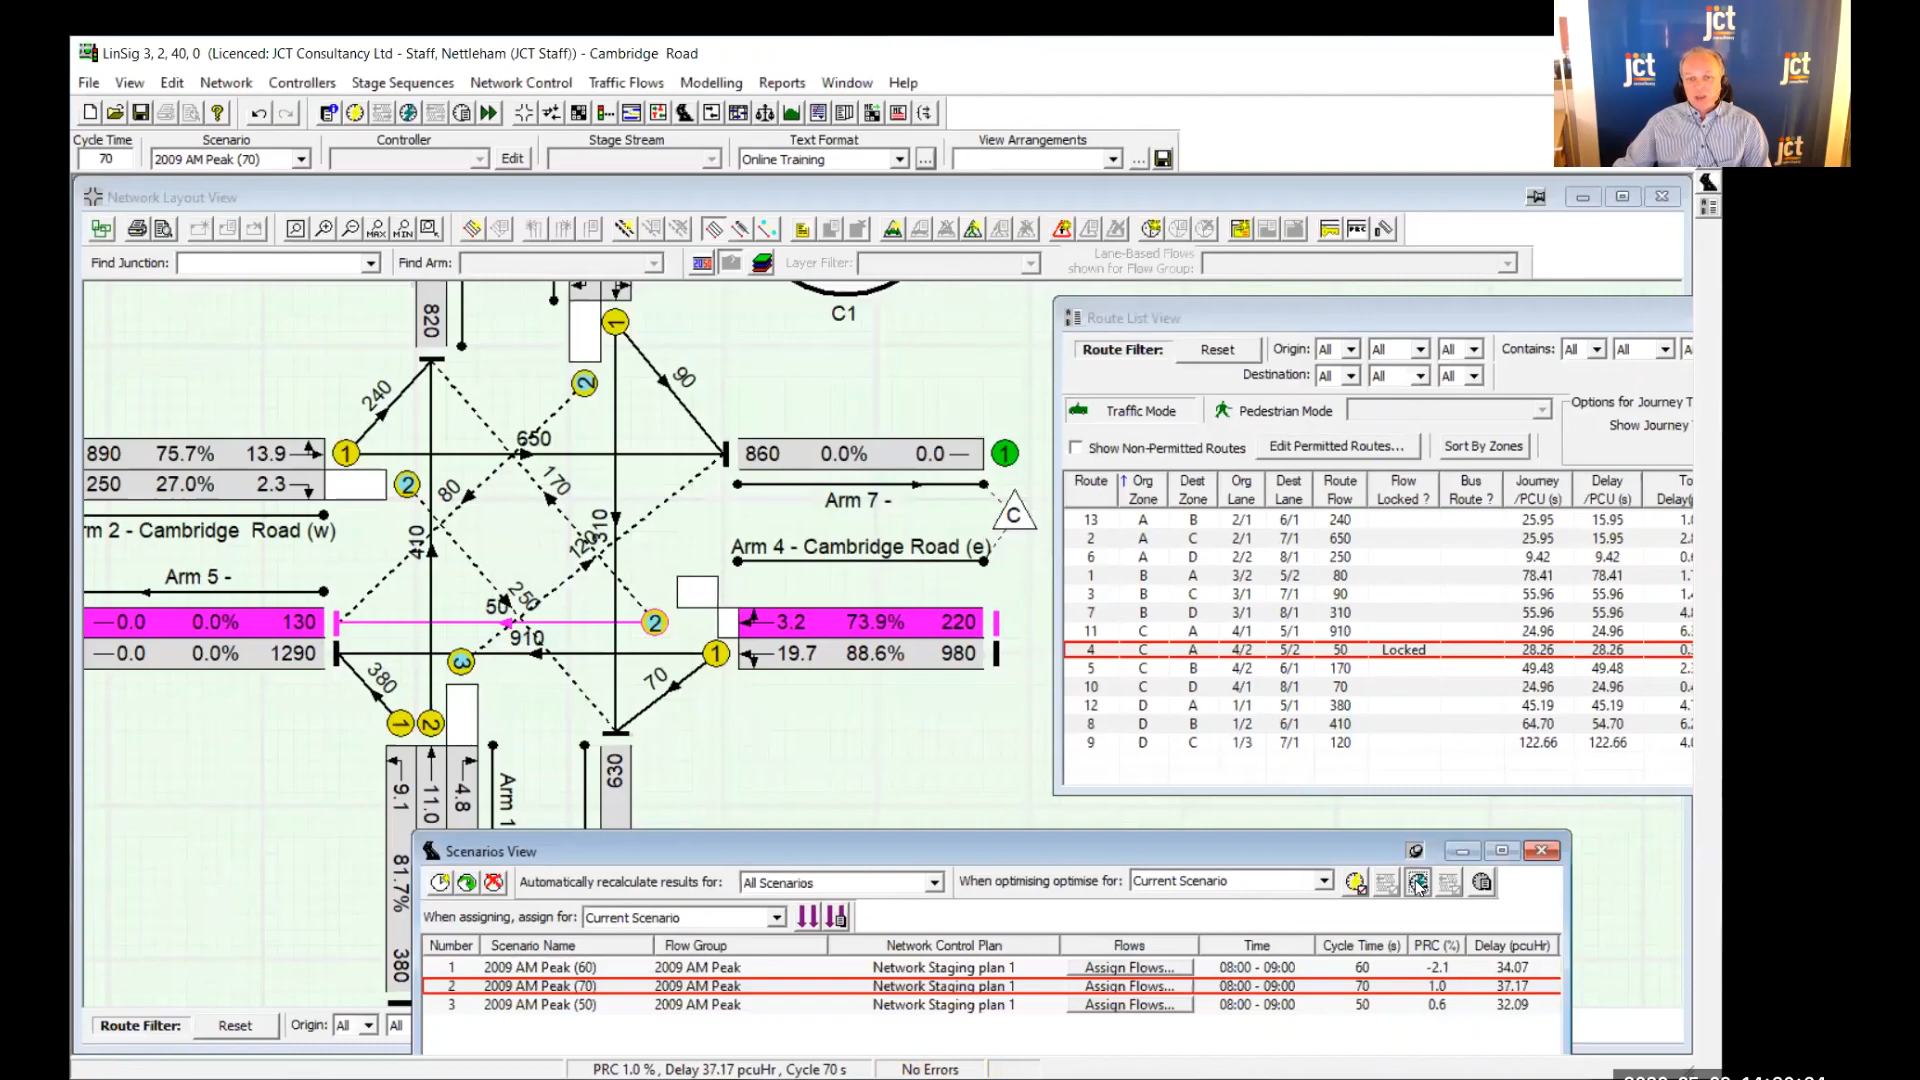 LinSig 3, 2, 40, 0 (Licenced: JCT Consultancy Ltd - Staff, Nettleham (JCT Staff)) - Cambridge Road
File View Edit Network Controllers Stage Sequences Network Control Traffic Flows Modelling Reports Window Help
Cycle Time Scenario Controller Stage Stream Text Format View Arrangements
70 2009 AM Peak (70) Edit Online Training ... ...
jct
jct
jct
jct
Network Layout View
MAX MIN
2050 PRC
Find Junction: Find Arm: Layer Filter: Lane-Based Flows
shown for Flow Group:
820
C1
1
90
240
2
890 75.7% 13.9
1
650
860 0.0% 0.0
1
250 27.0% 2.3
2
80
170
Arm 7 -
C
410
310
120
Arm 4 - Cambridge Road (e)
rm 2 - Cambridge Road (w)
Arm 5 -
250
50
0.0 0.0% 130
2
3.2 73.9% 220
910
0.0 0.0% 1290
3
1
19.7 88.6% 980
380
70
1
2
9.1 11.0 4.8
81.7%
380
Arm 1
630
Route List View
Route Filter: Reset Origin: All All All Contains: All All
Destination: All All All
Traffic Mode Pedestrian Mode Options for Journey T
Show Journey
Show Non-Permitted Routes Edit Permitted Routes... Sort By Zones
Route Org Dest Org Dest Route Flow Bus Journey Delay To
Zone Zone Lane Lane Flow Locked ? Route ? /PCU (s) /PCU (s) Delay(
13 A B 2/1 6/1 240 25.95 15.95
2 A C 2/1 7/1 650 25.95 15.95
6 A D 2/2 8/1 250 9.42 9.42
1 B A 3/2 5/2 80 78.41 78.41
3 B C 3/1 7/1 90 55.96 55.96
7 B D 3/1 8/1 310 55.96 55.96
11 C A 4/1 5/1 910 24.96 24.96
4 C A 4/2 5/2 50 Locked 28.26 28.26
5 C B 4/2 6/1 170 49.48 49.48
10 C D 4/1 8/1 70 24.96 24.96
12 D A 1/1 5/1 380 45.19 45.19
8 D B 1/2 6/1 410 64.70 54.70
9 D C 1/3 7/1 120 122.66 122.66
Scenarios View
Automatically recalculate results for: All Scenarios When optimising optimise for: Current Scenario
When assigning, assign for: Current Scenario
Number Scenario Name Flow Group Network Control Plan Flows Time Cycle Time (s) PRC (%) Delay (pcuHr)
1 2009 AM Peak (60) 2009 AM Peak Network Staging plan 1 Assign Flows... 08:00 - 09:00 60 -2.1 34.07
2 2009 AM Peak (70) 2009 AM Peak Network Staging plan 1 Assign Flows... 08:00 - 09:00 70 1.0 37.17
3 2009 AM Peak (50) 2009 AM Peak Network Staging plan 1 Assign Flows... 08:00 - 09:00 50 0.6 32.09
Route Filter: Reset Origin: All All
PRC 1.0 % , Delay 37.17 pcuHr , Cycle 70 s No Errors